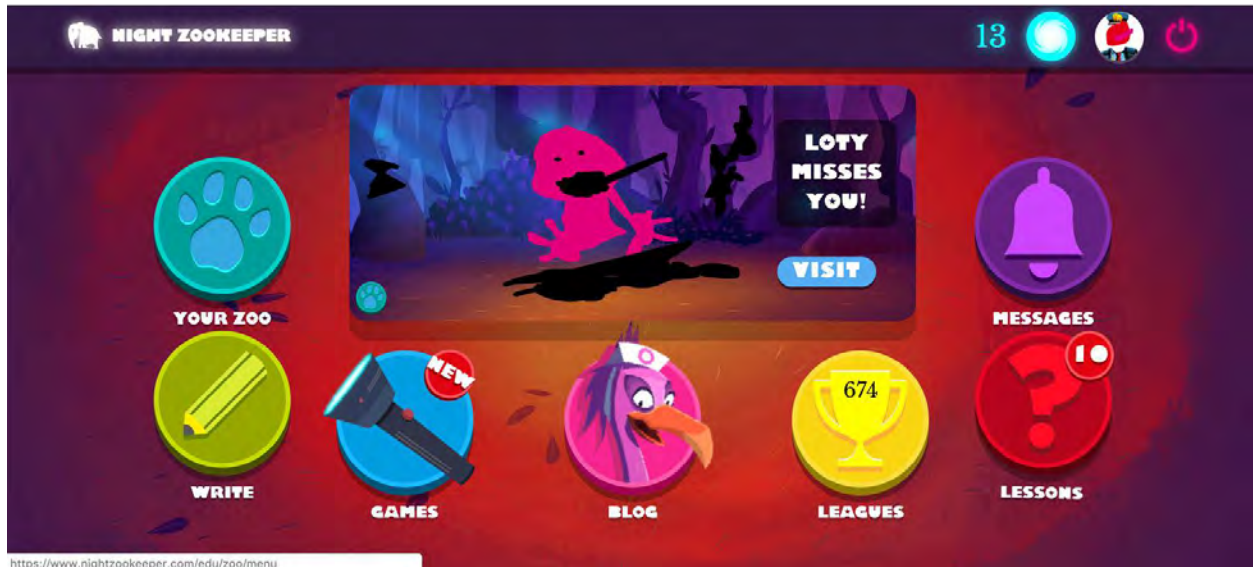 NIGHT ZOOKEEPER
13
LOTY
MISSES
YOU!
VISIT
YOUR ZOO
MESSAGES
NEW
674
10
WRITE
GAMES
BLOG
LEAGUES
LESSONS
https://www.nightzookeeper.com/edu/zoo/menu